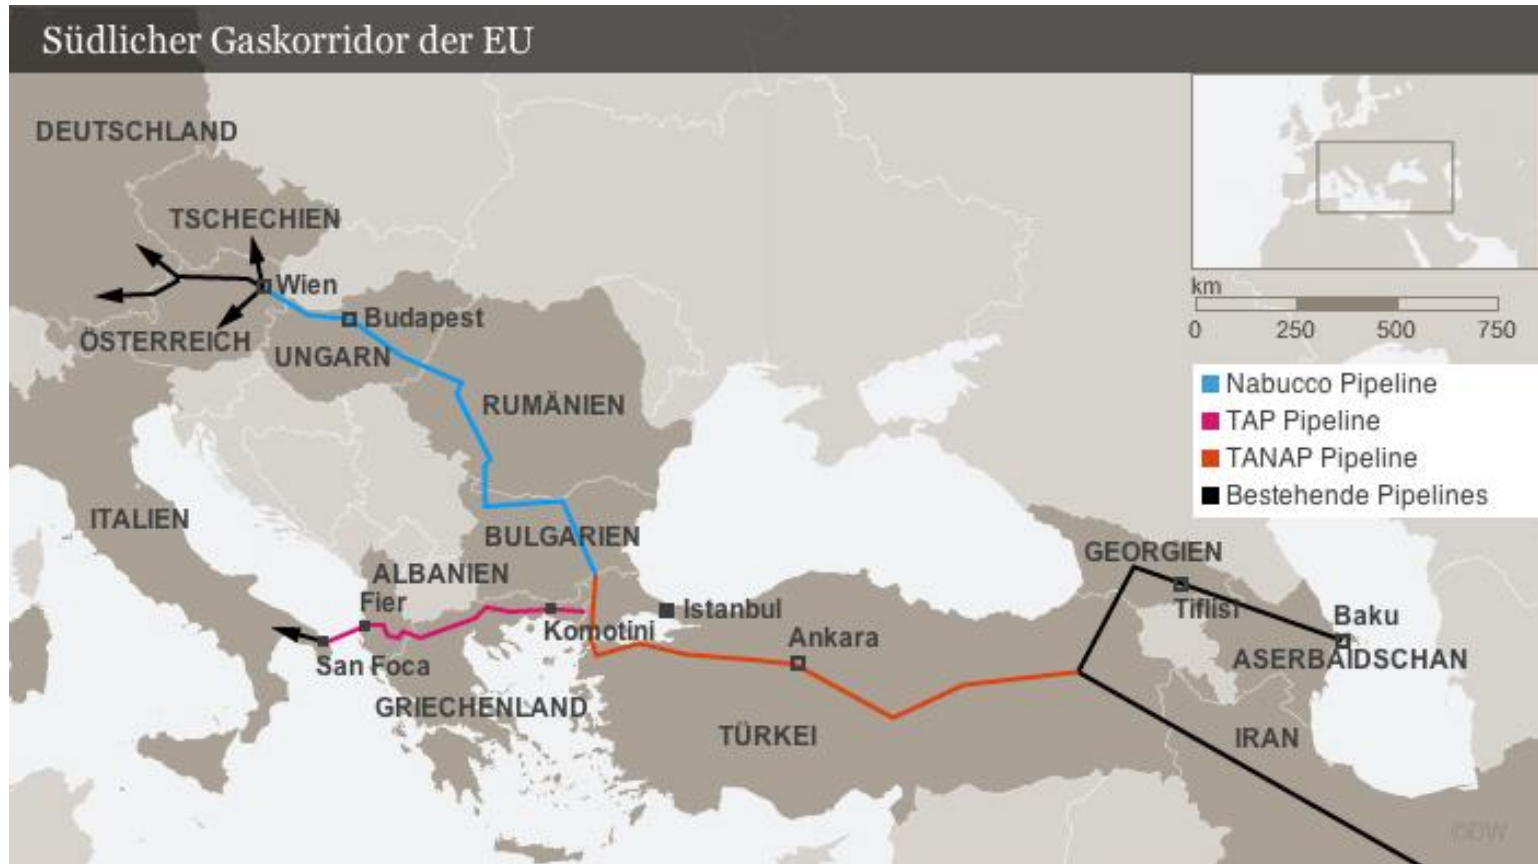 Südlicher Gaskorridor der EU
DEUTSCHLAND
TSCHECHIEN
Wien
Budapest
ÖSTERREICH
UNGARN
RUMÄNIEN
ITALIEN
BULGARIEN
ALBANIEN
Fier
San Foca
Komotini
Istanbul
GRIECHENLAND
Ankara
TÜRKEI
GEORGIEN
Tiflis
Baku
ASERBAIDSCHAN
IRAN
km
0 250 500 750
Nabucco Pipeline
TAP Pipeline
TANAP Pipeline
Bestehende Pipelines
©DW